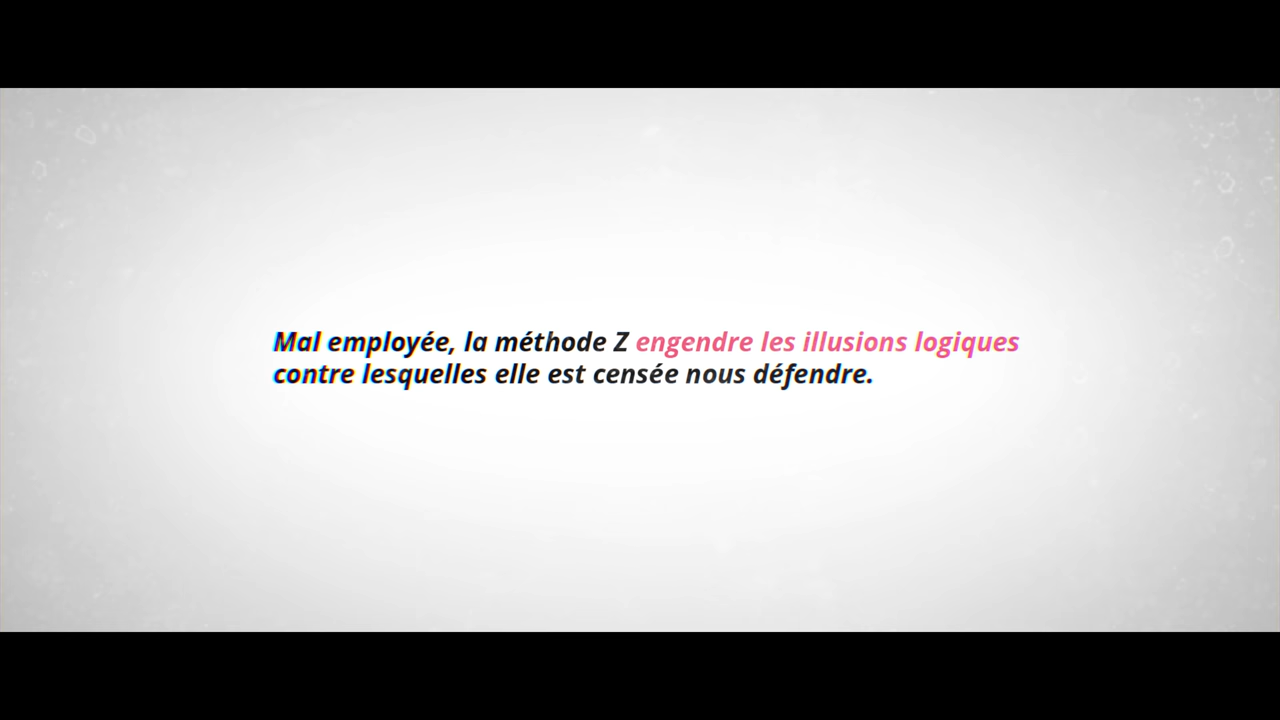 Mal employée, la méthode Z engendre les illusions logiques
contre lesquelles elle est censée nous défendre.